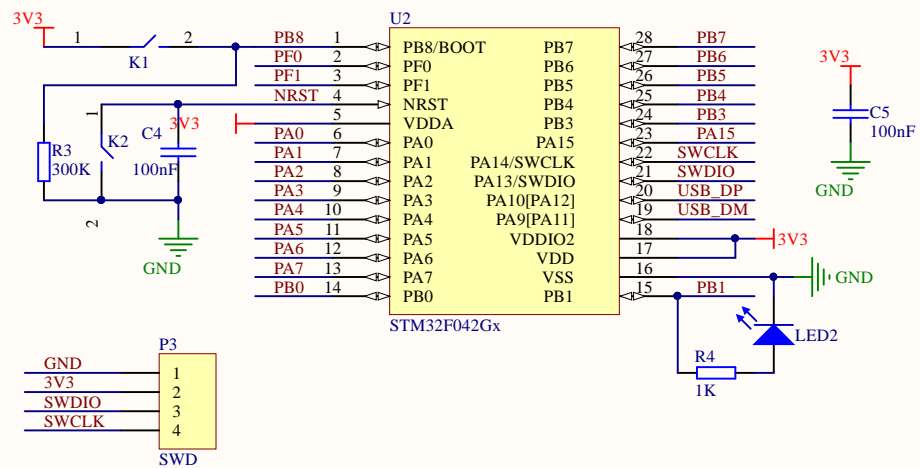 3V3
1
2
K1
R3
300K
1
K2
2
C4
3V3
1
100nF
2
GND
U2
PB8 1 PB8/BOOT PB7 28 PB7
PF0 2 PF0 PB6 27 PB6
PF1 3 PF1 PB5 26 PB5
NRST 4 NRST PB4 25 PB4
5 VDDA PB3 24 PB3
PA0 6 PA0 PA15 23 PA15
PA1 7 PA1 PA14/SWCLK 22 SWCLK
PA2 8 PA2 PA13/SWDIO 21 SWDIO
PA3 9 PA3 PA10[PA12] 20 USB_DP
PA4 10 PA4 PA9[PA11] 19 USB_DM
PA5 11 PA5 VDDIO2 18
PA6 12 PA6 VDD 17
PA7 13 PA7 VSS 16
PB0 14 PB0 PB1 15 PB1
STM32F042Gx
3V3
GND
LED2
R4
1K
3V3
C5
100nF
GND
P3
GND 1
3V3 2
SWDIO 3
SWCLK 4
SWD